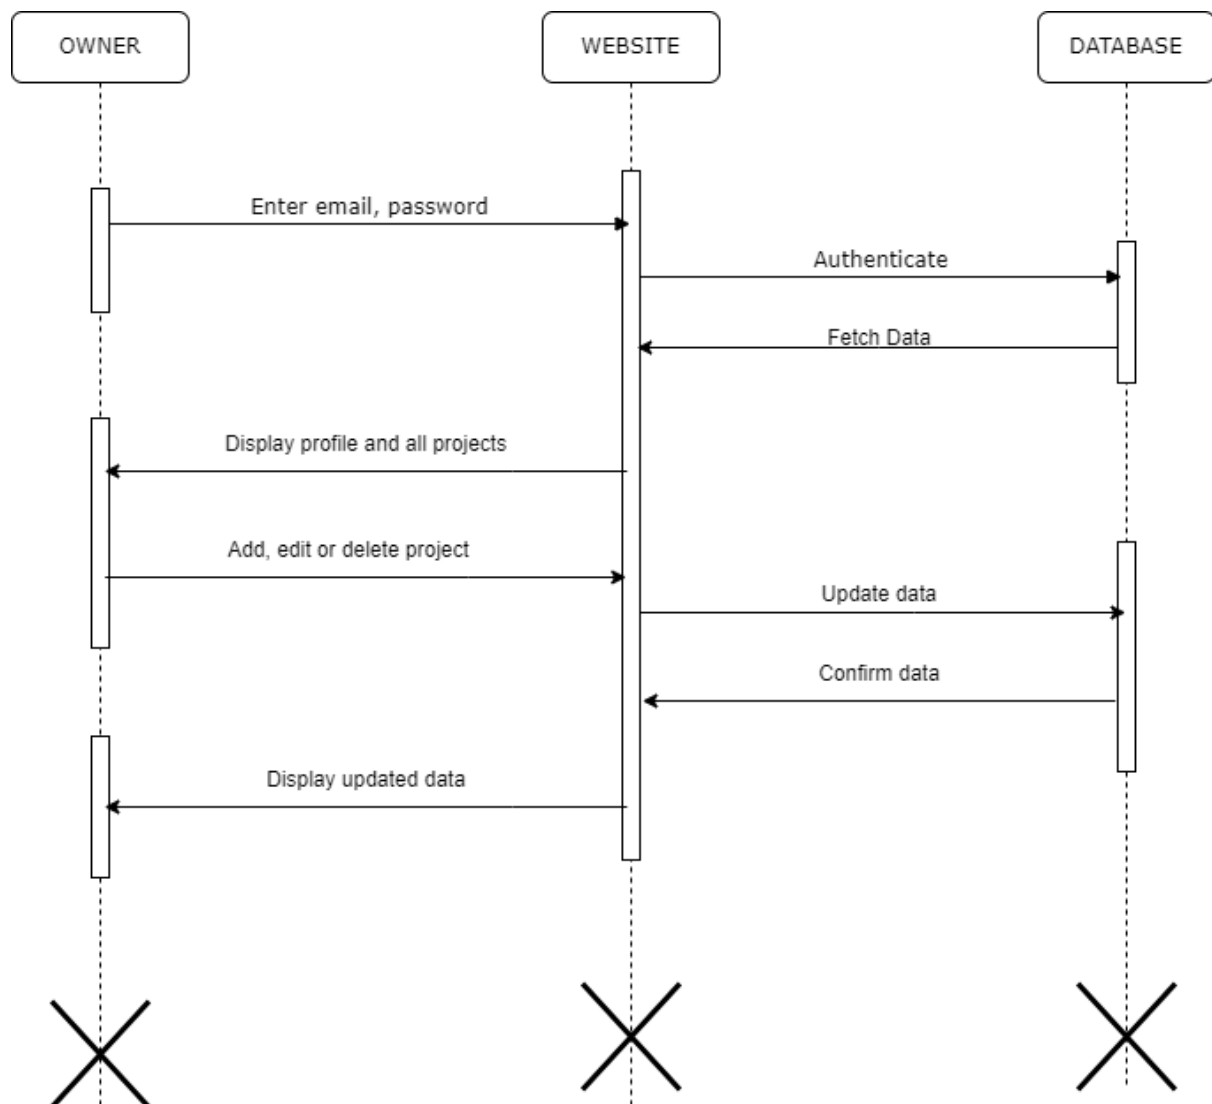 OWNER
WEBSITE
DATABASE
Enter email, password
Authenticate
Fetch Data
Display profile and all projects
Add, edit or delete project
Update data
Confirm data
Display updated data